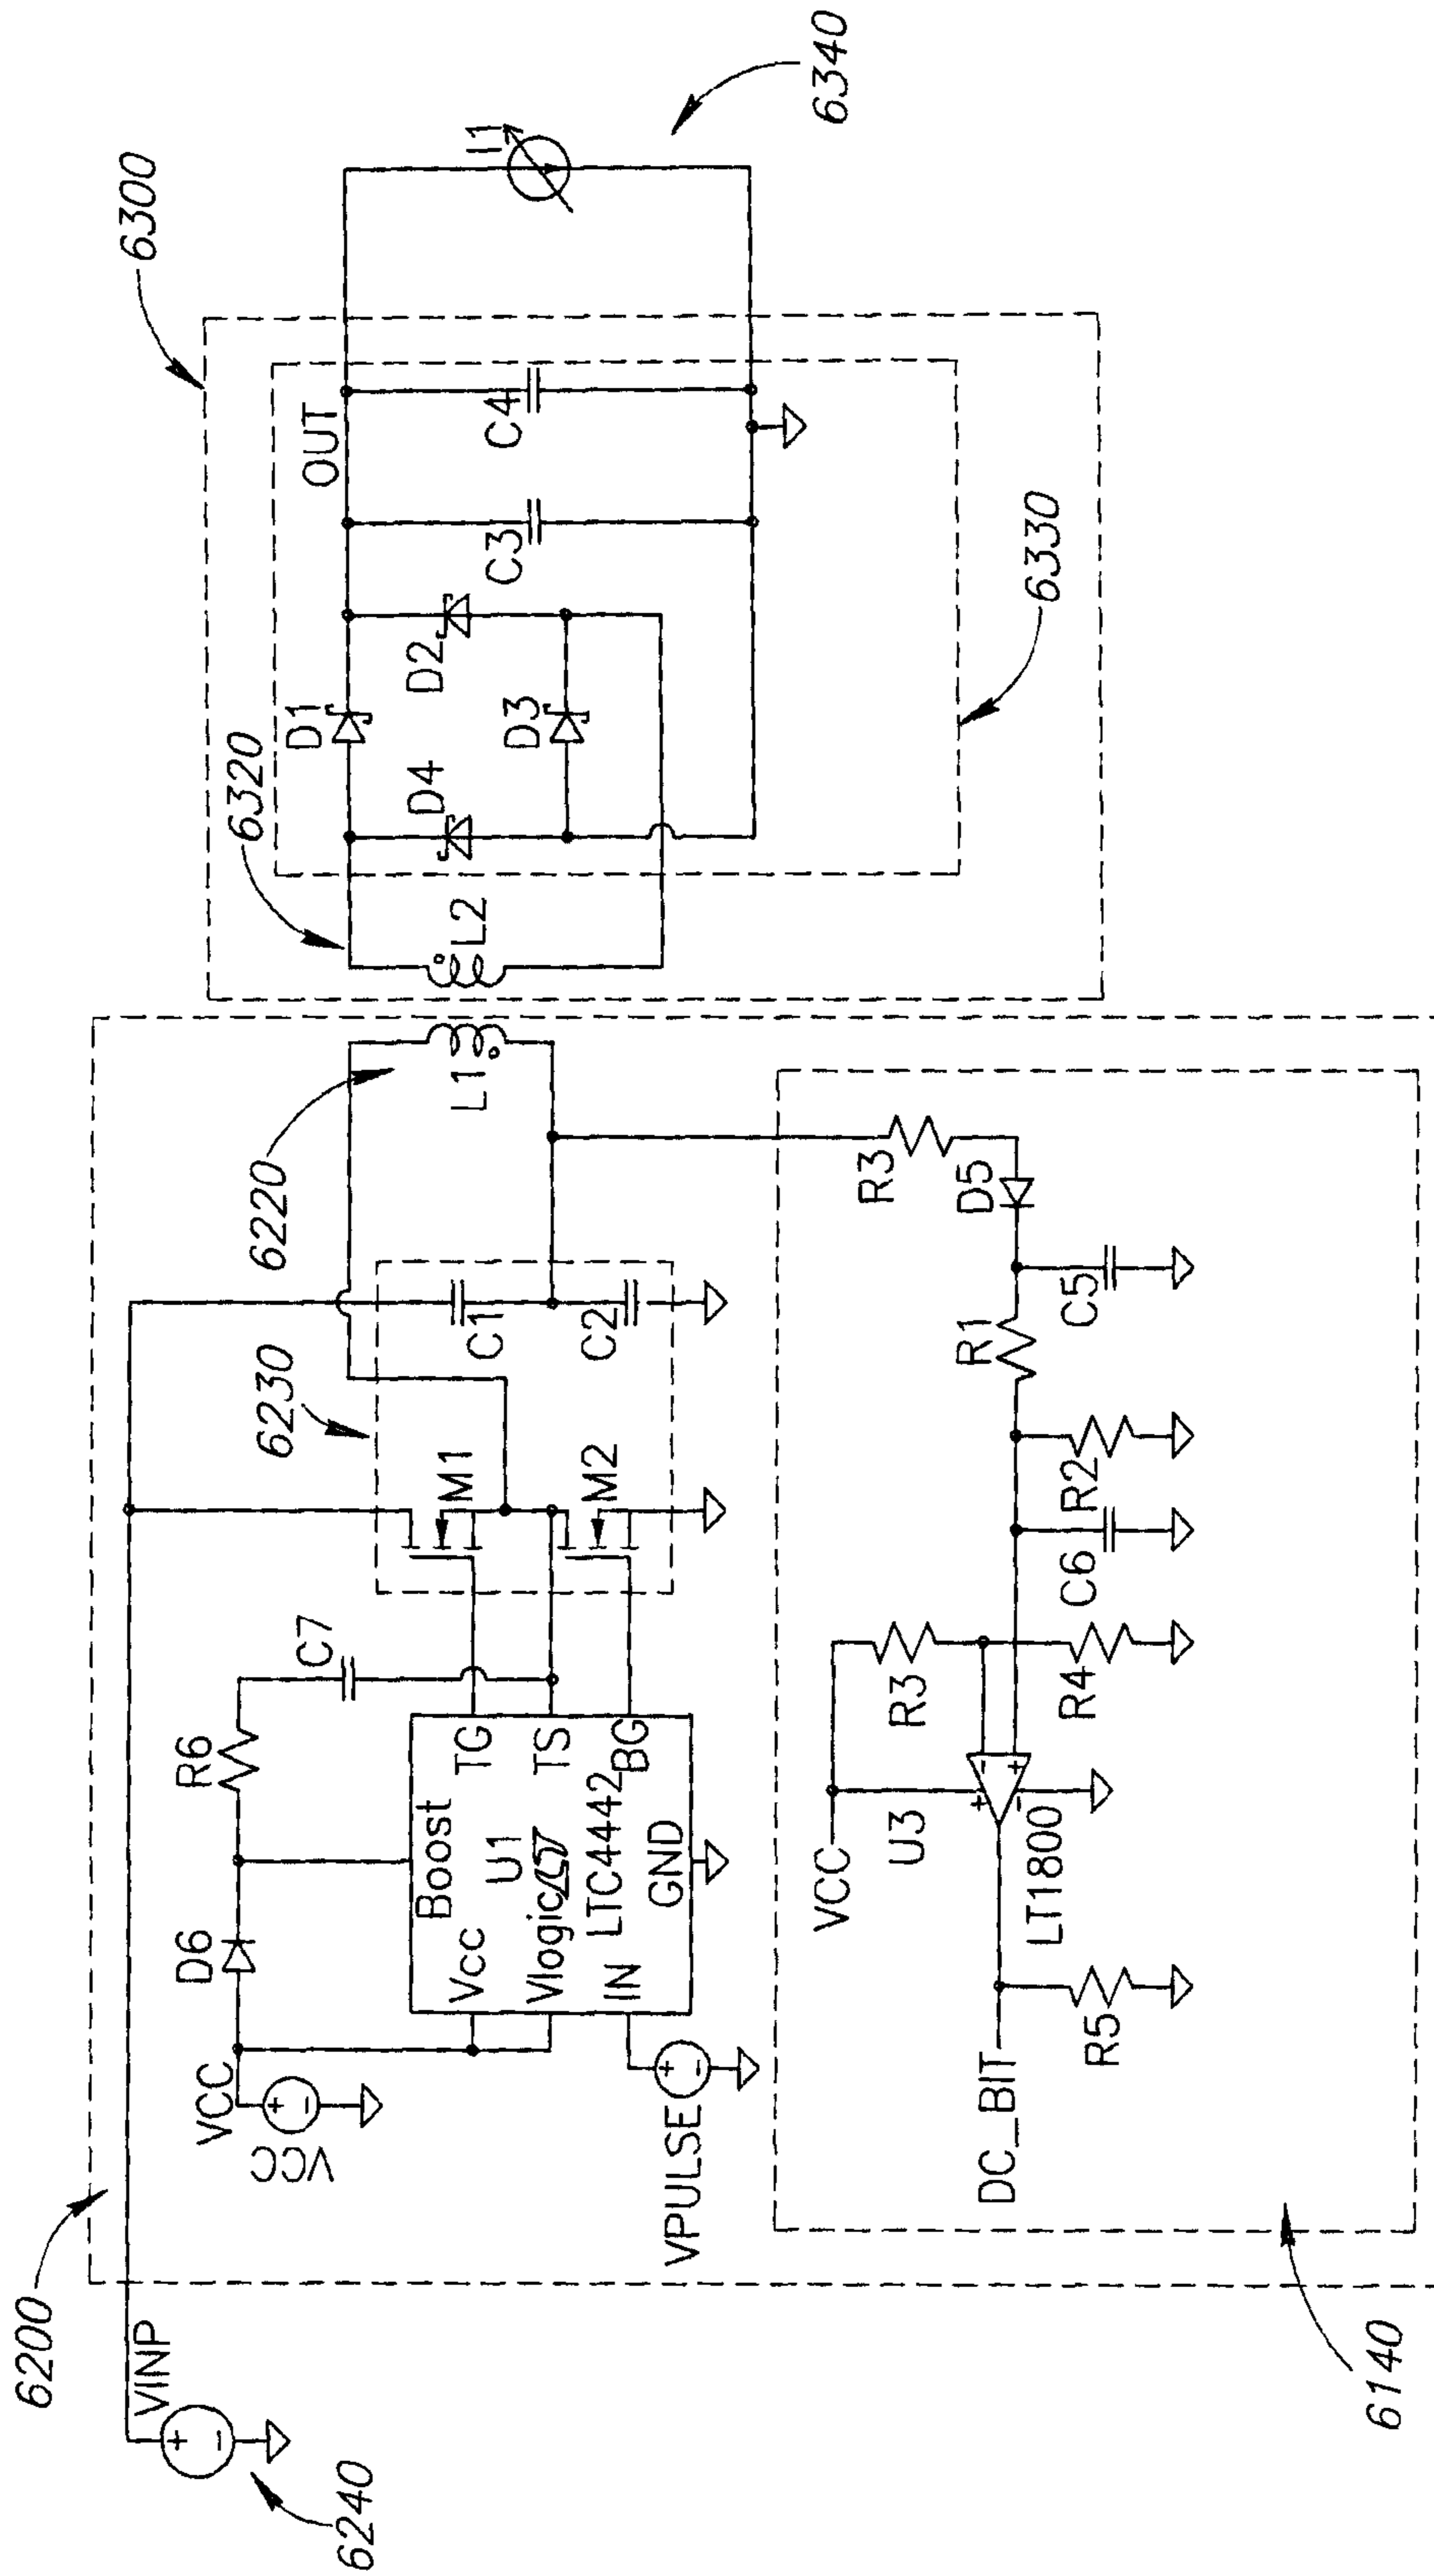 6200
6240
VINP
VCC
VCC
D6
R6
C7
Boost
Vcc
U1
Vlogic
LTC4442
IN
GND
TG
TS
BG
VPULSE
M1
M2
6230
C1
C2
6220
L1
L2
6320
6300
D1
D4
D2
D3
OUT
C3
C4
I1
6340
6330
6140
DC_BIT
R5
VCC
U3
LT1800
R3
R4
C6
R2
R1
C5
D5
R3